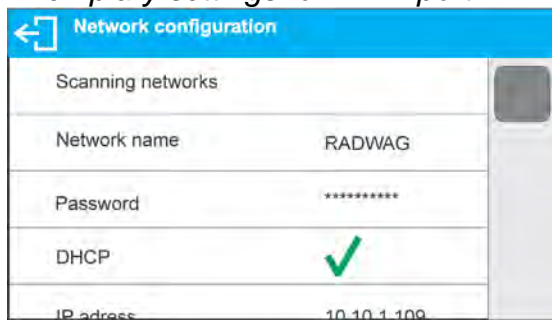 Network configuration
Scanning networks
Network name RADWAG
Password **********
DHCP
IP adress 10.10.1.109